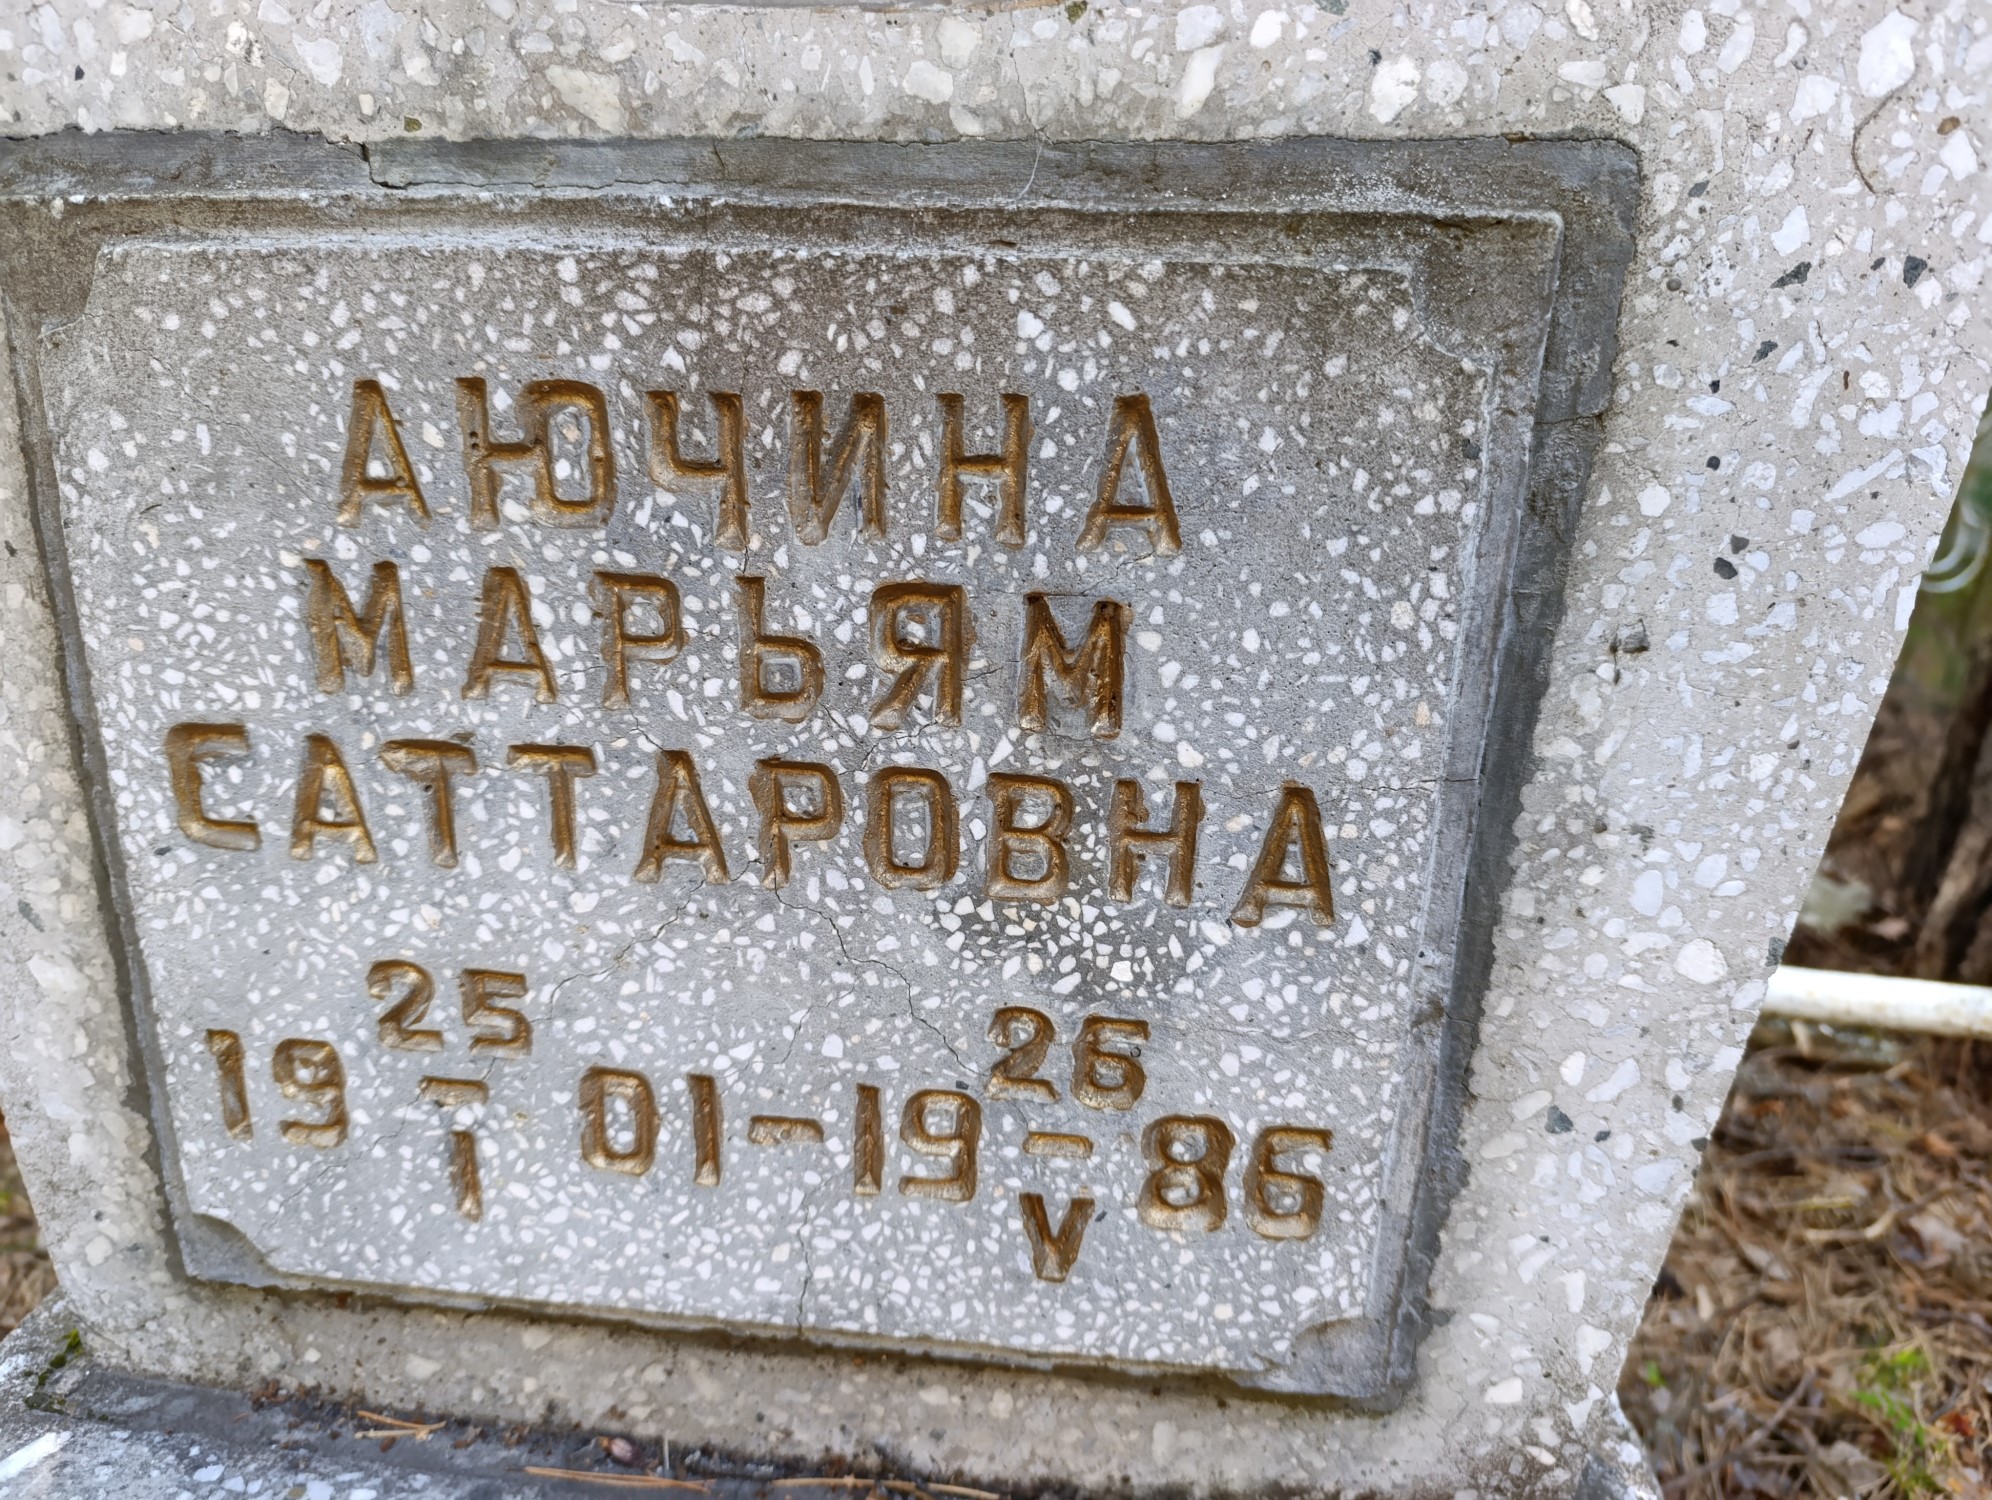 АЮЧИНА
МАРЬЯМ
САТТАРОВНА
19 25/I 01-19 26/V 86